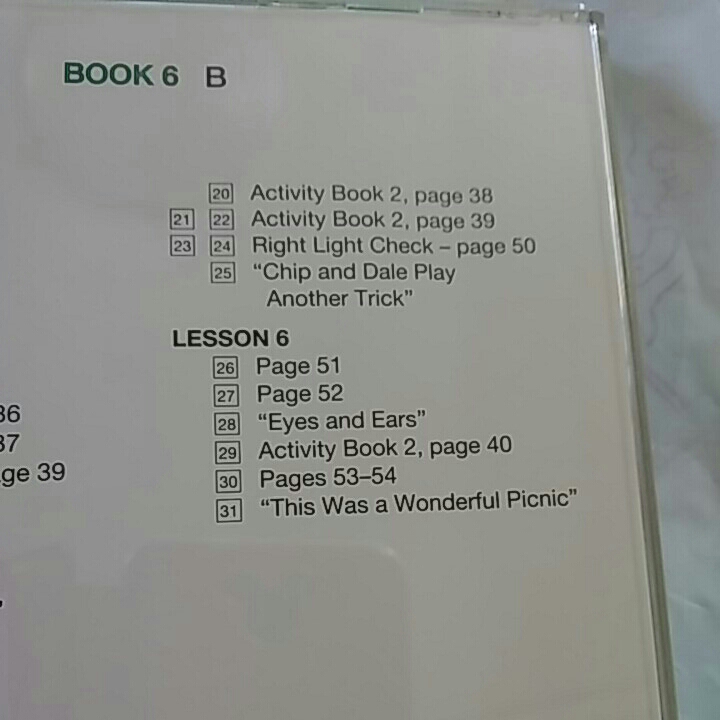 BOOK 6 B
20 Activity Book 2, page 38
21 22 Activity Book 2, page 39
23 24 Right Light Check – page 50
25 “Chip and Dale Play
Another Trick”
LESSON 6
26 Page 51
27 Page 52
28 “Eyes and Ears”
29 Activity Book 2, page 40
30 Pages 53–54
31 “This Was a Wonderful Picnic”
36
37
ge 39